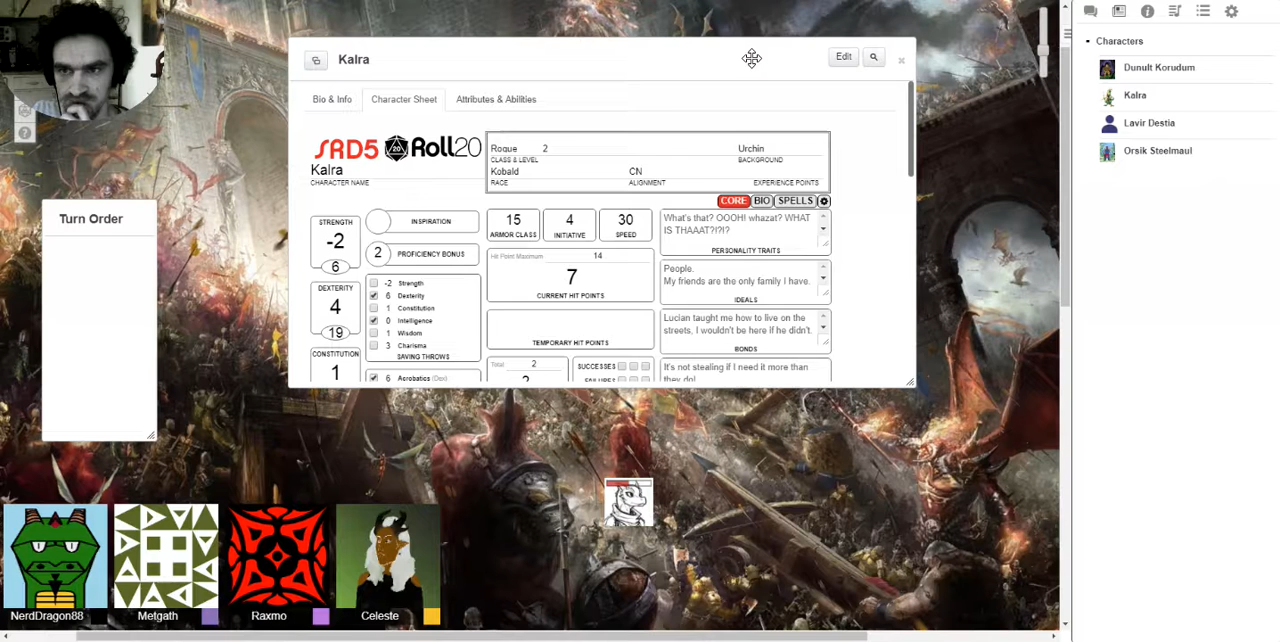 Kalra
Edit
Bio & Info
Character Sheet
Attributes & Abilities
SRD5 Roll20
Kalra
CHARACTER NAME
Rogue 2 Urchin
CLASS & LEVEL BACKGROUND
Kobald CN
RACE ALIGNMENT EXPERIENCE POINTS
CORE BIO SPELLS
STRENGTH
-2
6
DEXTERITY
4
19
CONSTITUTION
1
INSPIRATION
2 PROFICIENCY BONUS
-2 Strength
6 Dexterity
1 Constitution
0 Intelligence
1 Wisdom
3 Charisma
SAVING THROWS
6 Acrobatics (Dex)
15
ARMOR CLASS
4
INITIATIVE
30
SPEED
Hit Point Maximum 14
7
CURRENT HIT POINTS
TEMPORARY HIT POINTS
Total 2
SUCCESSES
What's that? OOOH! whazat? WHAT
IS THAAAT?!?!?
PERSONALITY TRAITS
People.
My friends are the only family I have.
IDEALS
Lucian taught me how to live on the
streets, I wouldn't be here if he didn't.
BONDS
It's not stealing if I need it more than
they do!
Turn Order
NerdDragon88
Metgath
Raxmo
Celeste
Characters
Dunult Korudum
Kalra
Lavir Destia
Orsik Steelmaul